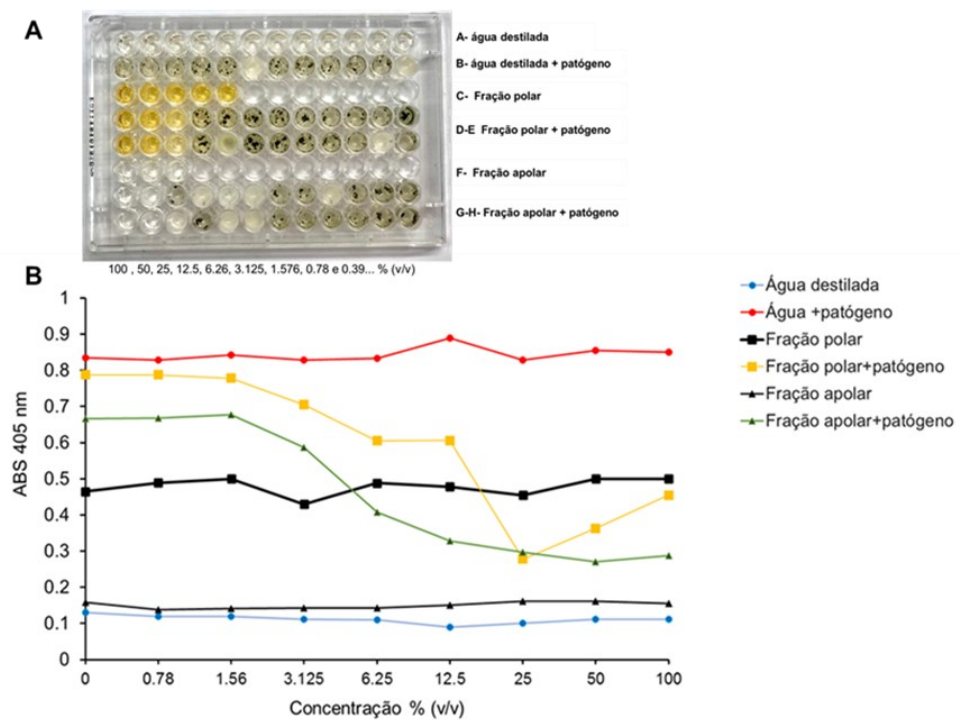 A
A- água destilada
B- água destilada + patógeno
C- Fração polar
D-E Fração polar + patógeno
F- Fração apolar
G-H- Fração apolar + patógeno
100 , 50, 25, 12.5, 6.26, 3.125, 1.576, 0.78 e 0.39... % (v/v)
B
1
0.9
0.8
0.7
0.6
0.5
0.4
0.3
0.2
0.1
0
ABS 405 nm
0 0.78 1.56 3.125 6.25 12.5 25 50 100
Concentração % (v/v)
Água destilada
Água +patógeno
Fração polar
Fração polar+patógeno
Fração apolar
Fração apolar+patógeno